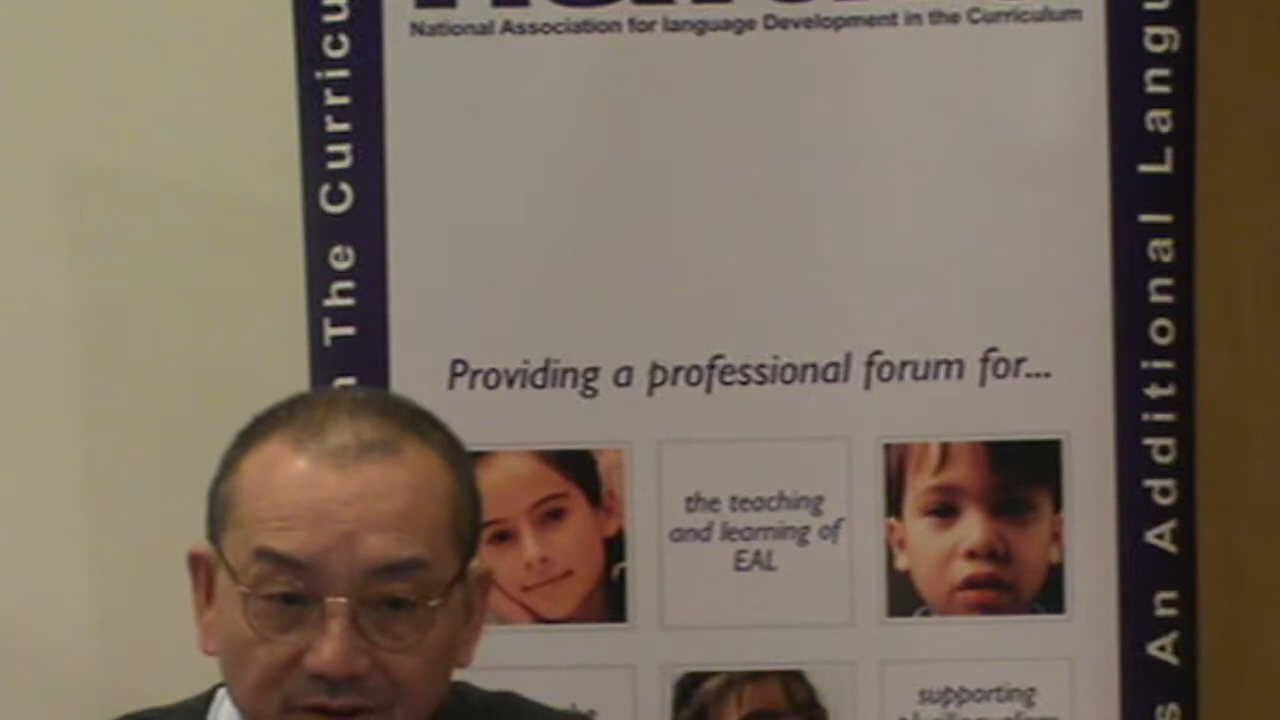 National Association for language Development in the Curriculum
The Curricu
s An Additional Langu
Providing a professional forum for...
the teaching
and learning of
EAL
supporting